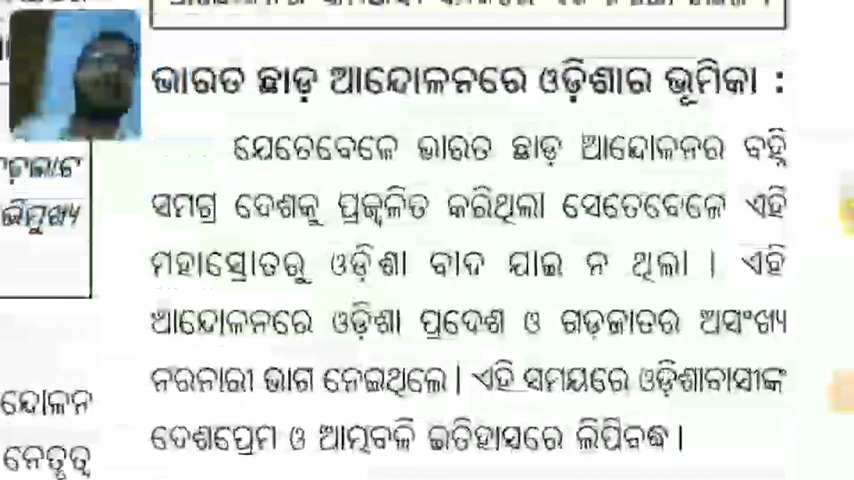 ଭାରତ ଛାଡ଼ ଆନ୍ଦୋଳନରେ ଓଡ଼ିଶାର ଭୂମିକା :
ଯେତେବେଳେ ଭାରତ ଛାଡ଼ ଆନ୍ଦୋଳନର ବହ୍ନି
ସମଗ୍ର ଦେଶକୁ ପ୍ରଜ୍ଜ୍ୱଳିତ କରିଥିଲା ସେତେବେଳେ ଏହି
ମହାସ୍ରୋତରୁ ଓଡ଼ିଶା ବାଦ ଯାଇ ନ ଥିଲା । ଏହି
ଆନ୍ଦୋଳନରେ ଓଡ଼ିଶା ପ୍ରଦେଶ ଓ ଗଡ଼ଜାତର ଅସଂଖ୍ୟ
ନରନାରୀ ଭାଗ ନେଇଥିଲେ । ଏହି ସମୟରେ ଓଡ଼ିଶାବାସୀଙ୍କ
ଦେଶପ୍ରେମ ଓ ଆତ୍ମବଳି ଇତିହାସରେ ଲିପିବଦ୍ଧ ।
ନେତୃତ୍ୱ